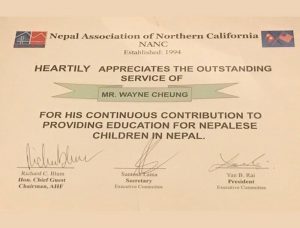 Nepal Association of Northern California
NANC
Established: 1994
HEARTILY APPRECIATES THE OUTSTANDING
SERVICE OF
MR. WAYNE CHEUNG
FOR HIS CONTINUOUS CONTRIBUTION TO
PROVIDING EDUCATION FOR NEPALESE
CHILDREN IN NEPAL.
Richard C. Blum
Hon. Chief Guest
Chairman, AHF
Lama
Secretary
Executive Committee
Rai
President
Executive Committee